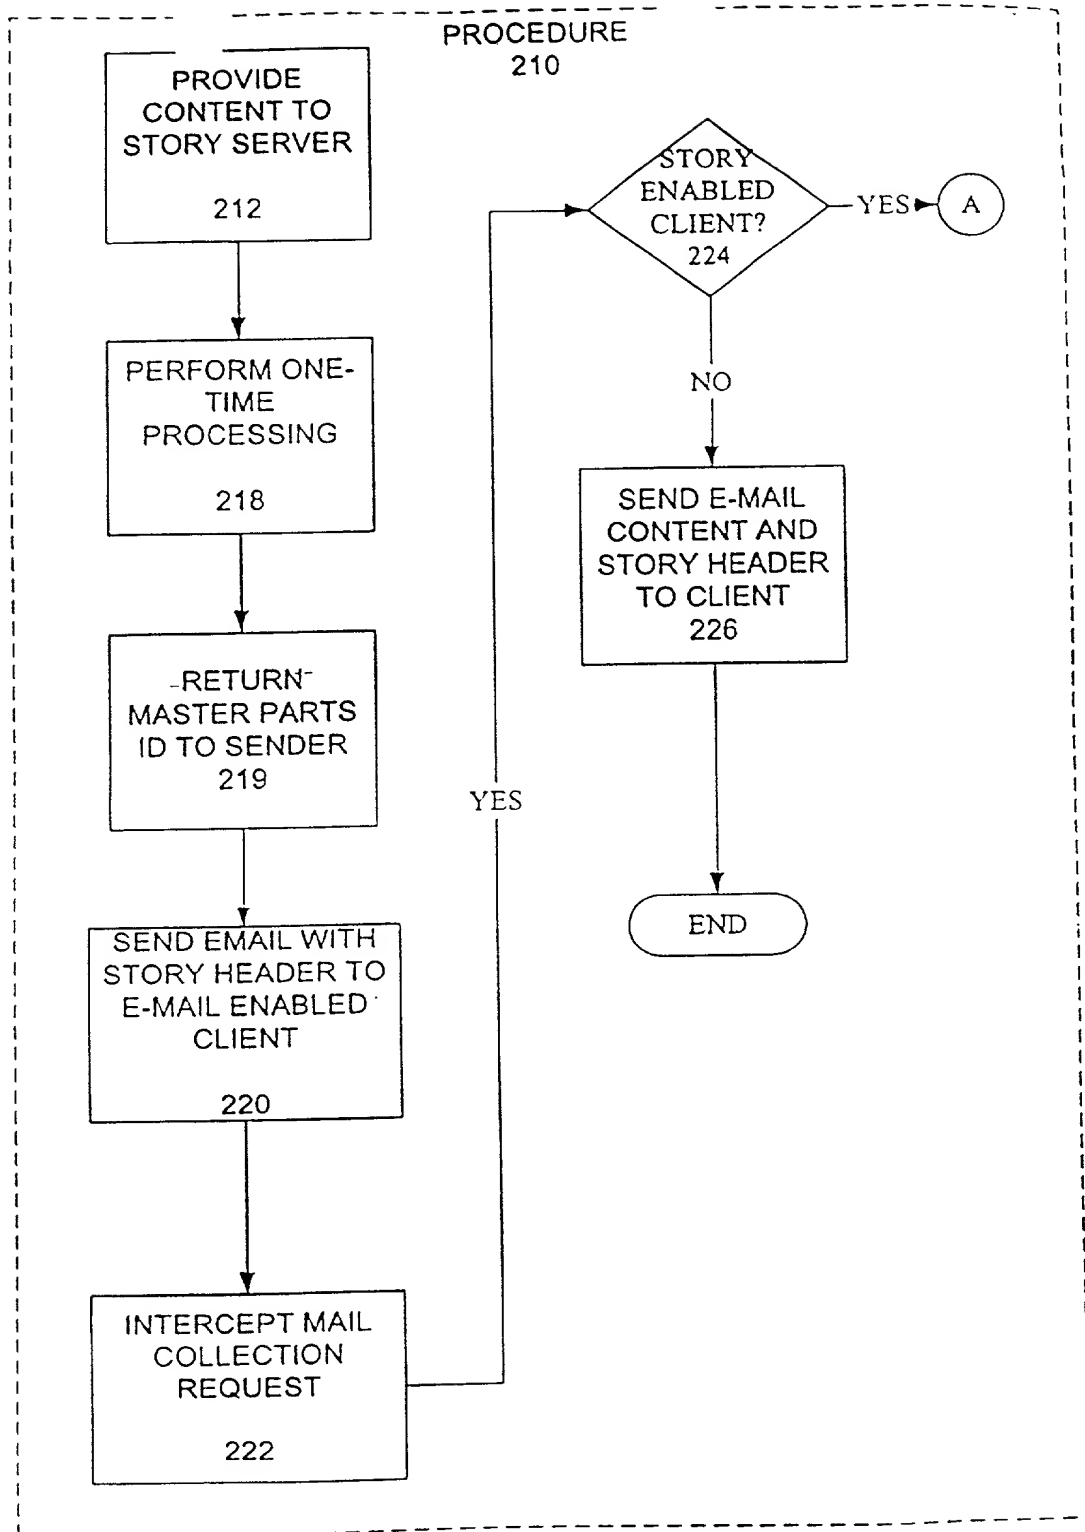 PROCEDURE
210
PROVIDE
CONTENT TO
STORY SERVER
212
PERFORM ONE-
TIME
PROCESSING
218
RETURN
MASTER PARTS
ID TO SENDER
219
SEND EMAIL WITH
STORY HEADER TO
E-MAIL ENABLED
CLIENT
220
INTERCEPT MAIL
COLLECTION
REQUEST
222
YES
STORY
ENABLED
CLIENT?
224
YES
A
NO
SEND E-MAIL
CONTENT AND
STORY HEADER
TO CLIENT
226
END